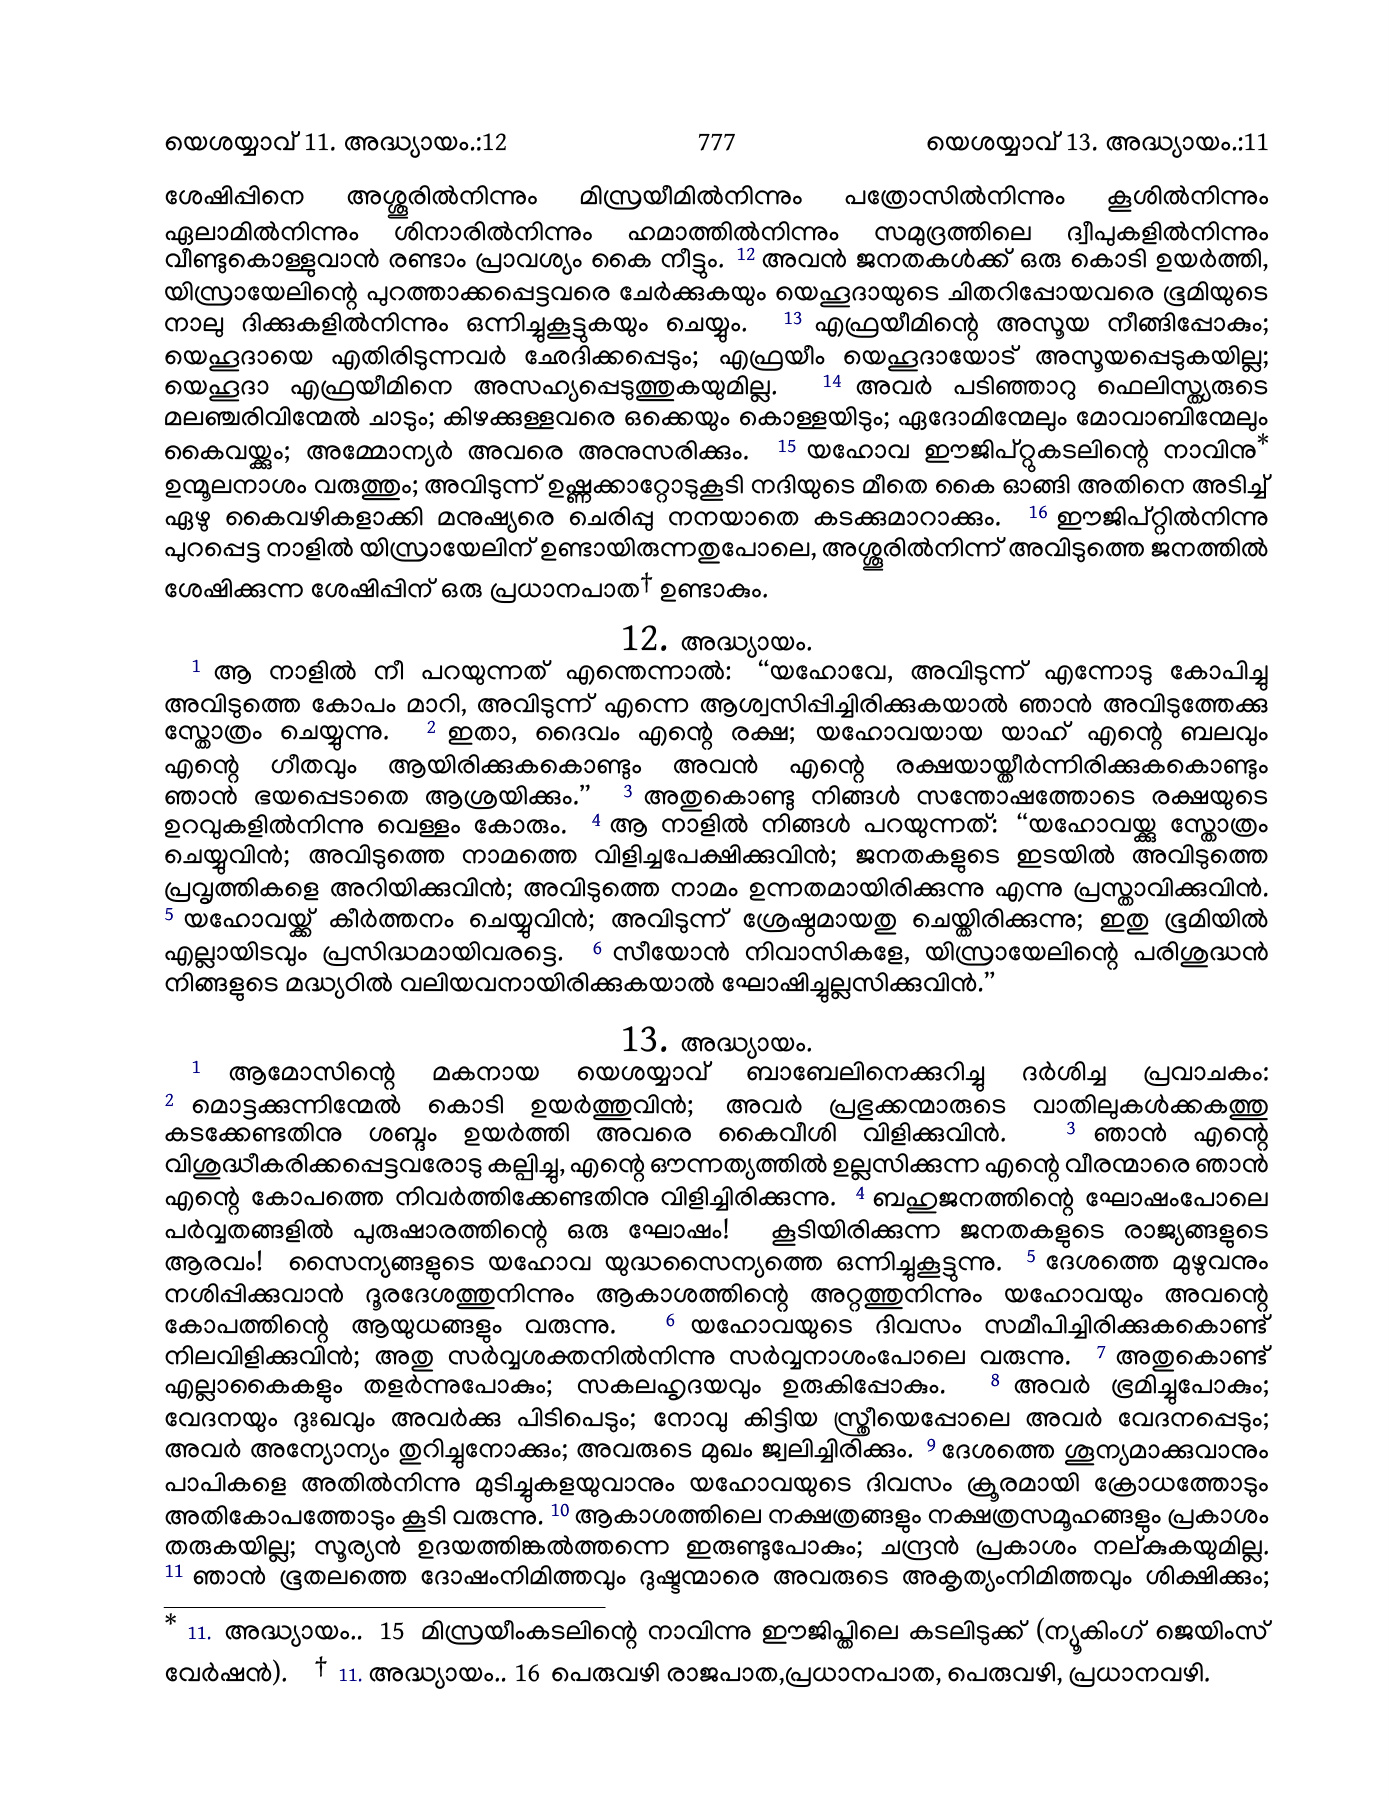 യെശയ്യാവ് 11. അദ്ധ്യായം.:12 777 യെശയ്യാവ് 13. അദ്ധ്യായം.:11
ശേഷിപ്പിനെ അശ്ശൂരിൽനിന്നും മിസ്രയീമിൽനിന്നും പത്രോസിൽനിന്നും കൂശിൽനിന്നും
ഏലാമിൽനിന്നും ശിനാരിൽനിന്നും ഹമാത്തിൽനിന്നും സമുദ്രത്തിലെ ദ്വീപുകളിൽനിന്നും
വീണ്ടുകൊള്ളുവാൻ രണ്ടാം പ്രാവശ്യം കൈ നീട്ടും. 12 അവൻ ജനതകൾക്ക് ഒരു കൊടി ഉയർത്തി,
യിസ്രായേലിന്റെ പുറത്താക്കപ്പെട്ടവരെ ചേർക്കുകയും യെഹൂദായുടെ ചിതറിപ്പോയവരെ ഭൂമിയുടെ
നാലു ദിക്കുകളിൽനിന്നും ഒന്നിച്ചുകൂട്ടുകയും ചെയ്യും. 13 എഫ്രയീമിന്റെ അസൂയ നീങ്ങിപ്പോകും;
യെഹൂദായെ എതിരിടുന്നവർ ഛേദിക്കപ്പെടും; എഫ്രയീം യെഹൂദായോട് അസൂയപ്പെടുകയില്ല;
യെഹൂദാ എഫ്രയീമിനെ അസഹ്യപ്പെടുത്തുകയുമില്ല. 14 അവർ പടിഞ്ഞാറു ഫെലിസ്ത്യരുടെ
മലഞ്ചരിവിന്മേൽ ചാടും; കിഴക്കുള്ളവരെ ഒക്കെയും കൊള്ളയിടും; ഏദോമിന്മേലും മോവാബിന്മേലും
കൈവയ്ക്കും; അമ്മോന്യർ അവരെ അനുസരിക്കും. 15 യഹോവ ഈജിപ്റ്റുകടലിന്റെ നാവിനു*
ഉന്മൂലനാശം വരുത്തും; അവിടുന്ന് ഉഷ്ണക്കാറ്റോടുകൂടി നദിയുടെ മീതെ കൈ ഓങ്ങി അതിനെ അടിച്ച്
ഏഴു കൈവഴികളാക്കി മനുഷ്യരെ ചെരിപ്പു നനയാതെ കടക്കുമാറാക്കും. 16 ഈജിപ്റ്റിൽനിന്നു
പുറപ്പെട്ട നാളിൽ യിസ്രായേലിന് ഉണ്ടായിരുന്നതുപോലെ, അശ്ശൂരിൽനിന്ന് അവിടുത്തെ ജനത്തിൽ
ശേഷിക്കുന്ന ശേഷിപ്പിന് ഒരു പ്രധാനപാത† ഉണ്ടാകും.
12. അദ്ധ്യായം.
1 ആ നാളിൽ നീ പറയുന്നത് എന്തെന്നാൽ: “യഹോവേ, അവിടുന്ന് എന്നോടു കോപിച്ചു
അവിടുത്തെ കോപം മാറി, അവിടുന്ന് എന്നെ ആശ്വസിപ്പിച്ചിരിക്കുകയാൽ ഞാൻ അവിടുത്തേക്കു
സ്തോത്രം ചെയ്യുന്നു. 2 ഇതാ, ദൈവം എന്റെ രക്ഷ; യഹോവയായ യാഹ് എന്റെ ബലവും
എന്റെ ഗീതവും ആയിരിക്കുകകൊണ്ടും അവൻ എന്റെ രക്ഷയായ്തീർന്നിരിക്കുകകൊണ്ടും
ഞാൻ ഭയപ്പെടാതെ ആശ്രയിക്കും.” 3 അതുകൊണ്ടു നിങ്ങൾ സന്തോഷത്തോടെ രക്ഷയുടെ
ഉറവുകളിൽനിന്നു വെള്ളം കോരും. 4 ആ നാളിൽ നിങ്ങൾ പറയുന്നത്: “യഹോവയ്ക്കു സ്തോത്രം
ചെയ്യുവിൻ; അവിടുത്തെ നാമത്തെ വിളിച്ചപേക്ഷിക്കുവിൻ; ജനതകളുടെ ഇടയിൽ അവിടുത്തെ
പ്രവൃത്തികളെ അറിയിക്കുവിൻ; അവിടുത്തെ നാമം ഉന്നതമായിരിക്കുന്നു എന്നു പ്രസ്താവിക്കുവിൻ.
5 യഹോവയ്ക്ക് കീർത്തനം ചെയ്യുവിൻ; അവിടുന്ന് ശ്രേഷ്ഠമായതു ചെയ്തിരിക്കുന്നു; ഇതു ഭൂമിയിൽ
എല്ലായിടവും പ്രസിദ്ധമായിവരട്ടെ. 6 സീയോൻ നിവാസികളേ, യിസ്രായേലിന്റെ പരിശുദ്ധൻ
നിങ്ങളുടെ മദ്ധ്യഠിൽ വലിയവനായിരിക്കുകയാൽ ഘോഷിച്ചുല്ലസിക്കുവിൻ.”
13. അദ്ധ്യായം.
1 ആമോസിന്റെ മകനായ യെശയ്യാവ് ബാബേലിനെക്കുറിച്ചു ദർശിച്ച പ്രവാചകം:
2 മൊട്ടക്കുന്നിന്മേൽ കൊടി ഉയർത്തുവിൻ; അവർ പ്രഭുക്കന്മാരുടെ വാതിലുകൾക്കകത്തു
കടക്കേണ്ടതിനു ശബ്ദം ഉയർത്തി അവരെ കൈവീശി വിളിക്കുവിൻ. 3 ഞാൻ എന്റെ
വിശുദ്ധീകരിക്കപ്പെട്ടവരോടു കല്പിച്ചു, എന്റെ ഔന്നത്യത്തിൽ ഉല്ലസിക്കുന്ന എന്റെ വീരന്മാരെ ഞാൻ
എന്റെ കോപത്തെ നിവർത്തിക്കേണ്ടതിനു വിളിച്ചിരിക്കുന്നു. 4 ബഹുജനത്തിന്റെ ഘോഷംപോലെ
പർവ്വതങ്ങളിൽ പുരുഷാരത്തിന്റെ ഒരു ഘോഷം! കൂടിയിരിക്കുന്ന ജനതകളുടെ രാജ്യങ്ങളുടെ
ആരവം! സൈന്യങ്ങളുടെ യഹോവ യുദ്ധസൈന്യത്തെ ഒന്നിച്ചുകൂട്ടുന്നു. 5 ദേശത്തെ മുഴുവനും
നശിപ്പിക്കുവാൻ ദൂരദേശത്തുനിന്നും ആകാശത്തിന്റെ അറ്റത്തുനിന്നും യഹോവയും അവന്റെ
കോപത്തിന്റെ ആയുധങ്ങളും വരുന്നു. 6 യഹോവയുടെ ദിവസം സമീപിച്ചിരിക്കുകകൊണ്ട്
നിലവിളിക്കുവിൻ; അതു സർവ്വശക്തനിൽനിന്നു സർവ്വനാശംപോലെ വരുന്നു. 7 അതുകൊണ്ട്
എല്ലാകൈകളും തളർന്നുപോകും; സകലഹൃദയവും ഉരുകിപ്പോകും. 8 അവർ ഭ്രമിച്ചുപോകും;
വേദനയും ദുഃഖവും അവർക്കു പിടിപെടും; നോവു കിട്ടിയ സ്ത്രീയെപ്പോലെ അവർ വേദനപ്പെടും;
അവർ അന്യോന്യം തുറിച്ചുനോക്കും; അവരുടെ മുഖം ജ്വലിച്ചിരിക്കും. 9 ദേശത്തെ ശൂന്യമാക്കുവാനും
പാപികളെ അതിൽനിന്നു മുടിച്ചുകളയുവാനും യഹോവയുടെ ദിവസം ക്രൂരമായി ക്രോധത്തോടും
അതികോപത്തോടും കൂടി വരുന്നു. 10 ആകാശത്തിലെ നക്ഷത്രങ്ങളും നക്ഷത്രസമൂഹങ്ങളും പ്രകാശം
തരുകയില്ല; സൂര്യൻ ഉദയത്തിങ്കൽത്തന്നെ ഇരുണ്ടുപോകും; ചന്ദ്രൻ പ്രകാശം നല്കുകയുമില്ല.
11 ഞാൻ ഭൂതലത്തെ ദോഷംനിമിത്തവും ദുഷ്ടന്മാരെ അവരുടെ അകൃത്യംനിമിത്തവും ശിക്ഷിക്കും;
* 11. അദ്ധ്യായം.. 15 മിസ്രയീംകടലിന്റെ നാവിന്നു ഈജിപ്തിലെ കടലിടുക്ക് (ന്യൂകിംഗ് ജെയിംസ്
വേർഷൻ). † 11. അദ്ധ്യായം.. 16 പെരുവഴി രാജപാത,പ്രധാനപാത, പെരുവഴി, പ്രധാനവഴി.